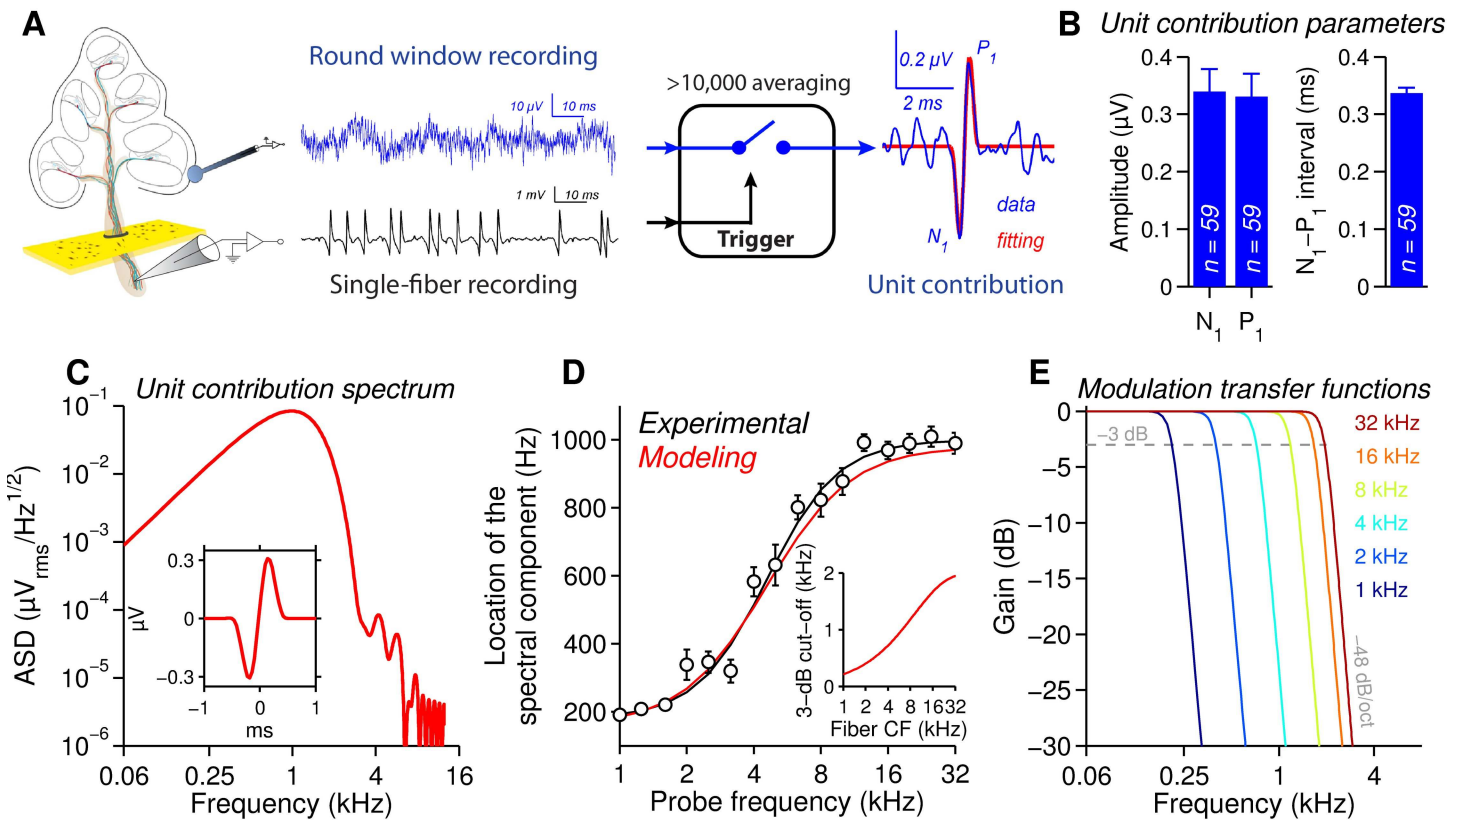 A
Round window recording
10 µV
10 ms
1 mV
10 ms
Single-fiber recording
>10,000 averaging
Trigger
0.2 µV
2 ms
P1
N1
data
fitting
Unit contribution
B
Unit contribution parameters
Amplitude (µV)
0.4
0.3
0.2
0.1
0
n = 59
n = 59
N1
P1
N1−P1 interval (ms)
0.4
0.3
0.2
0.1
0
n = 59
C
Unit contribution spectrum
ASD (µVrms/Hz1/2)
10−1
10−2
10−3
10−4
10−5
10−6
0.06
0.25
1
4
16
Frequency (kHz)
µV
0.3
0
−0.3
−1
0
1
ms
D
Experimental
Modeling
Location of the
spectral component (Hz)
1000
800
600
400
200
1
2
4
8
16
32
Probe frequency (kHz)
3−dB cut−off (kHz)
2
1
0
1
2
4
8
16
32
Fiber CF (kHz)
E
Modulation transfer functions
Gain (dB)
0
−5
−10
−15
−20
−25
−30
−3 dB
32 kHz
16 kHz
8 kHz
4 kHz
2 kHz
1 kHz
−48 dB/oct
0.06
0.25
1
4
Frequency (kHz)